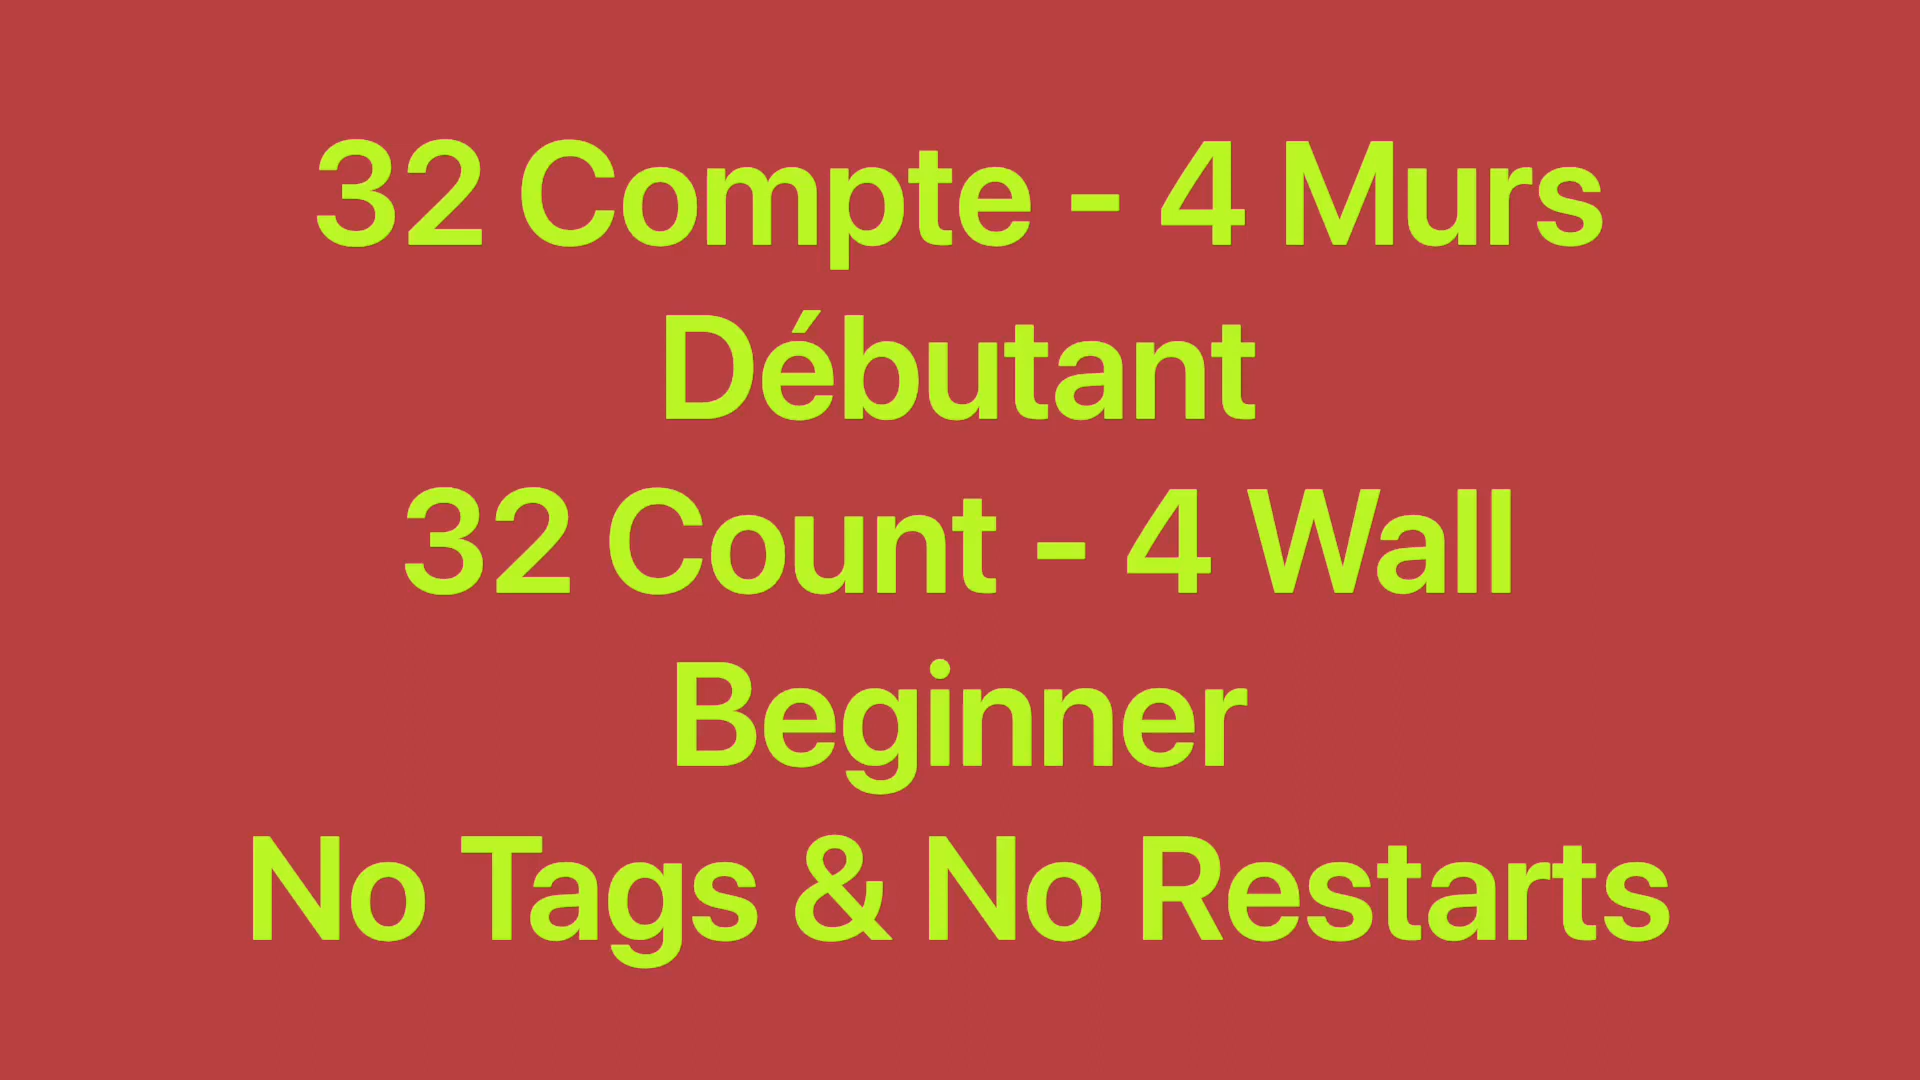 32 Compte - 4 Murs
Débutant
32 Count - 4 Wall
Beginner
No Tags & No Restarts